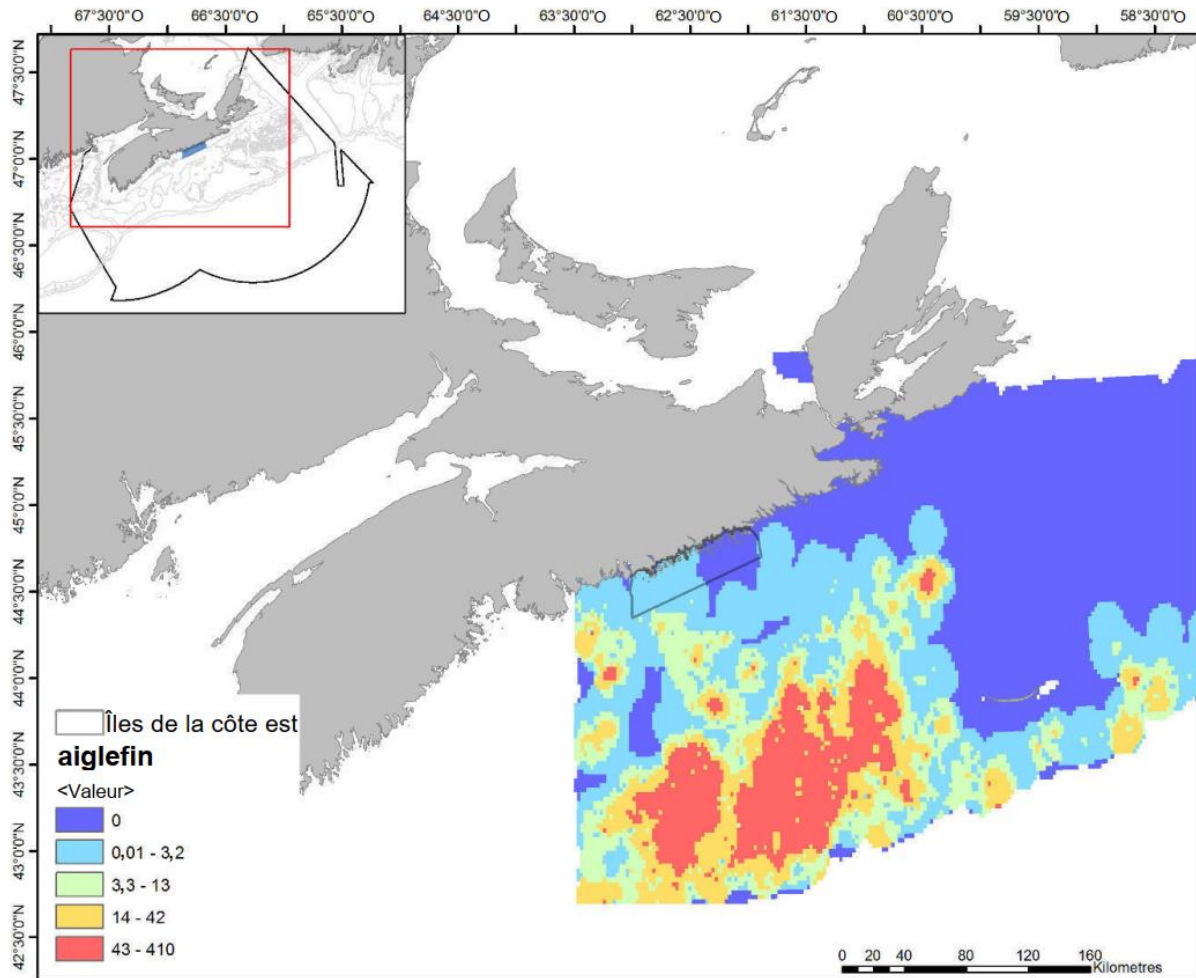 67°30'0"O 66°30'0"O 65°30'0"O 64°30'0"O 63°30'0"O 62°30'0"O 61°30'0"O 60°30'0"O 59°30'0"O 58°30'0"O
47°30'0"N
47°0'0"N
46°30'0"N
46°0'0"N
45°30'0"N
45°0'0"N
44°30'0"N
44°0'0"N
43°30'0"N
43°0'0"N
42°30'0"N
Îles de la côte est
aiglefin
<Valeur>
0
0,01 - 3,2
3,3 - 13
14 - 42
43 - 410
0 20 40 80 120 160
Kilometres